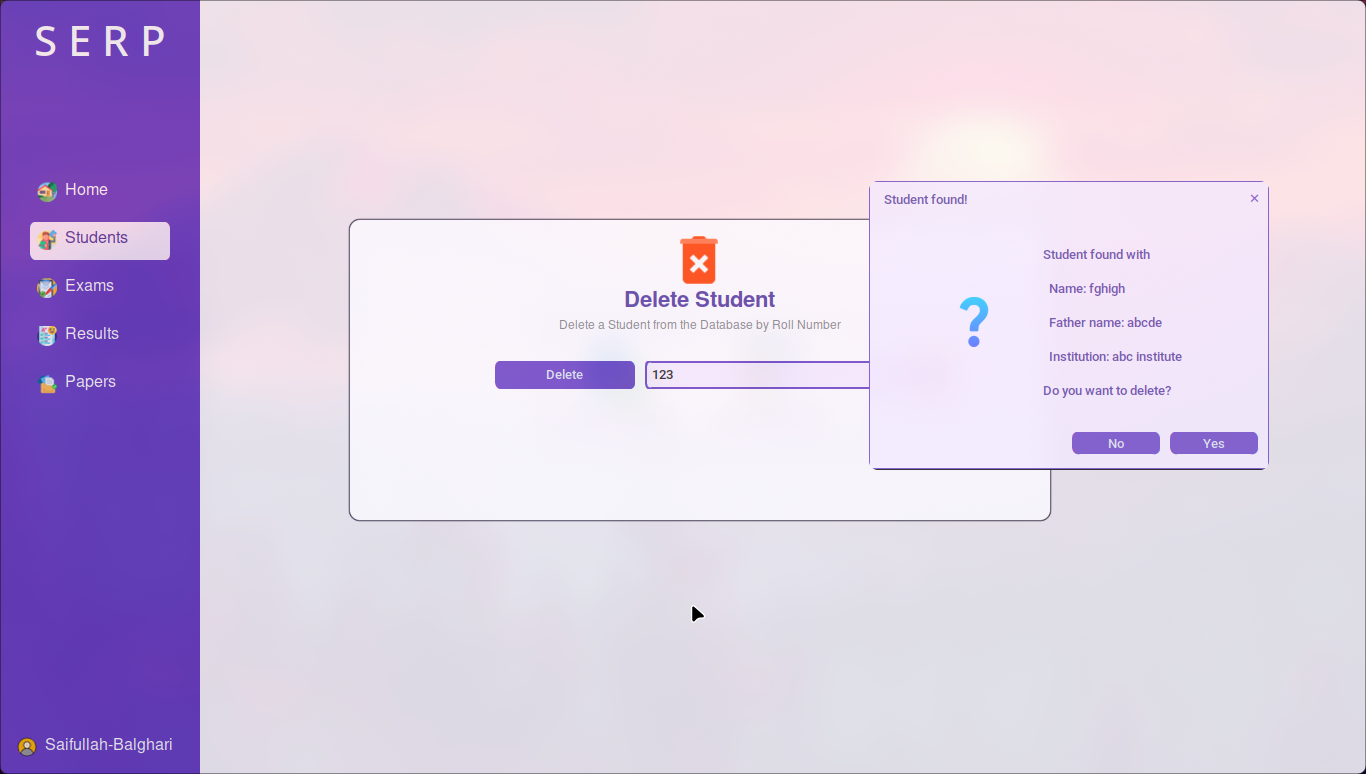 S E R P
Home
Students
Exams
Results
Papers
Saifullah-Balghari
Delete Student
Delete a Student from the Database by Roll Number
Delete
123
Student found!
×
Student found with
Name: fghigh
Father name: abcde
Institution: abc institute
Do you want to delete?
No
Yes